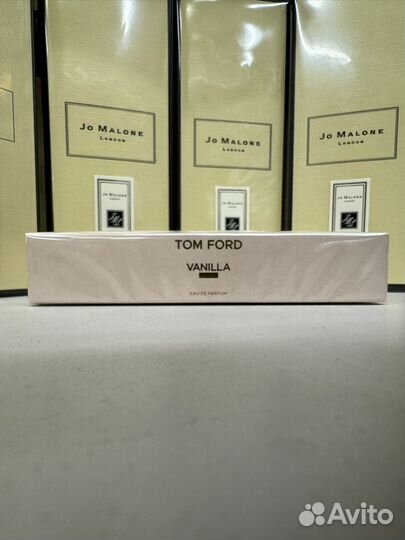 JO MALONE
LONDON
JO MALONE
LONDON
JO MALONE
LONDON
TOM FORD
VANILLA
EAU DE PARFUM
Avito